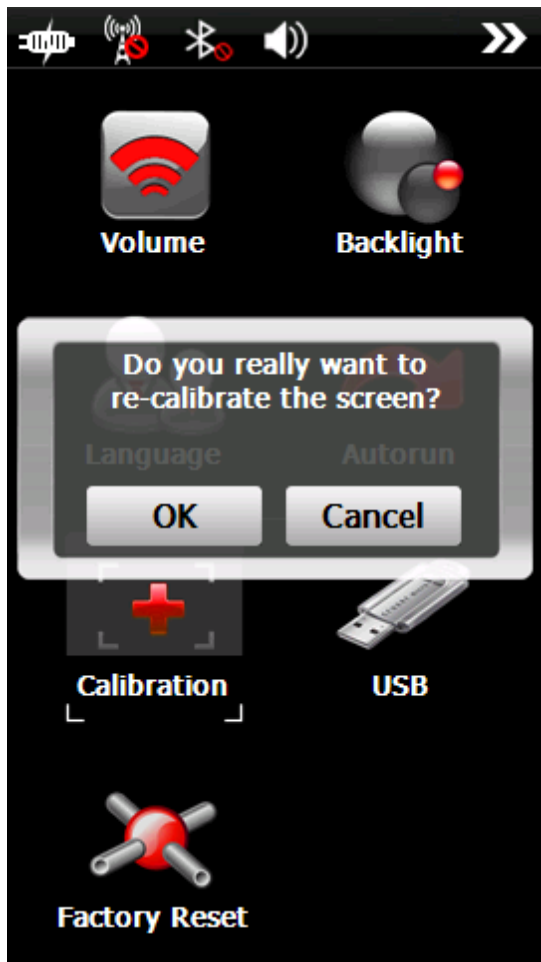 Volume
Backlight
Do you really want to
re-calibrate the screen?
Language
Autorun
OK
Cancel
Calibration
USB
Factory Reset